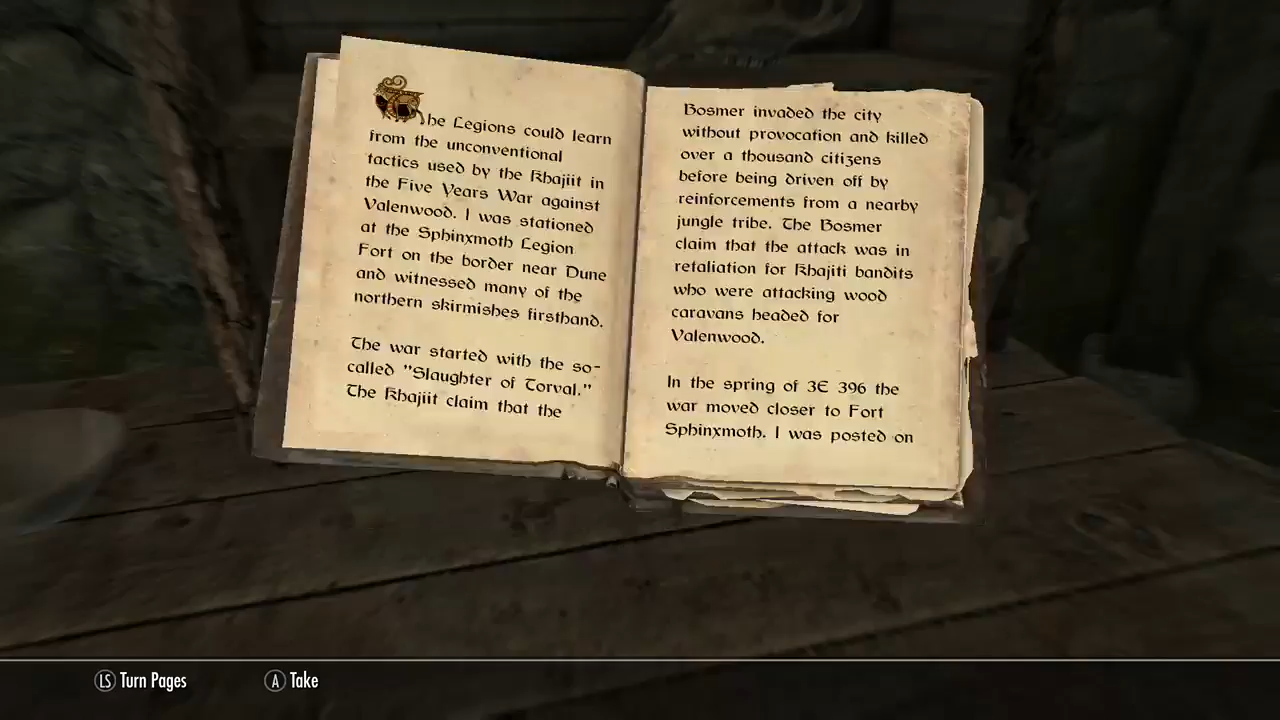 The Legions could learn
from the unconventional
tactics used by the Khajiit in
the Five Years War against
Valenwood. I was stationed
at the Sphinxmoth Legion
Fort on the border near Dune
and witnessed many of the
northern skirmishes firsthand.
The war started with the so-
called "Slaughter of Torval."
The Khajiit claim that the
Bosmer invaded the city
without provocation and killed
over a thousand citizens
before being driven off by
reinforcements from a nearby
jungle tribe. The Bosmer
claim that the attack was in
retaliation for Khajiti bandits
who were attacking wood
caravans headed for
Valenwood.
In the spring of 3E 396 the
war moved closer to Fort
Sphinxmoth. I was posted on
LS Turn Pages
A Take